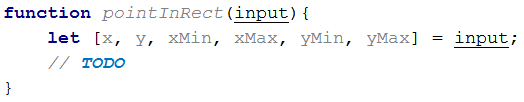 function pointInRect(input){
    let [x, y, xMin, xMax, yMin, yMax] = input;
    // TODO
}